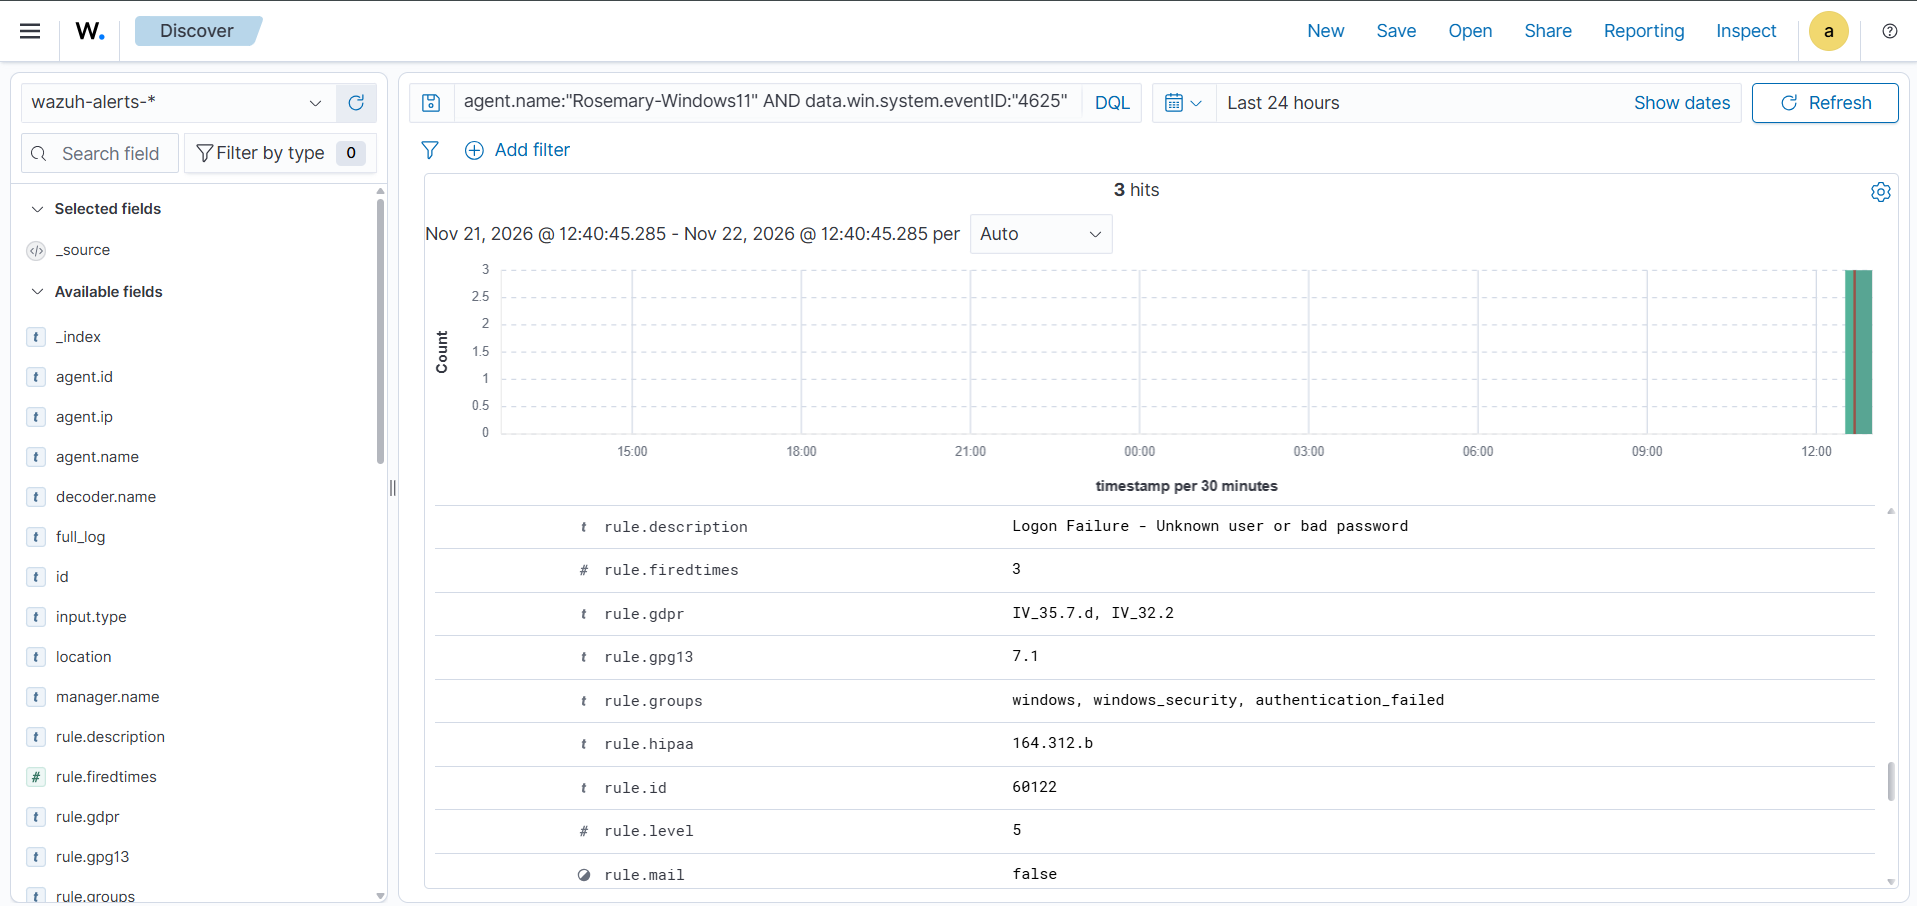 W.
Discover
New
Save
Open
Share
Reporting
Inspect
a
wazuh-alerts-*
Search field
Filter by type 0
Selected fields
_source
Available fields
t _index
t agent.id
t agent.ip
t agent.name
t decoder.name
t full_log
t id
t input.type
t location
t manager.name
t rule.description
# rule.firedtimes
t rule.gdpr
t rule.gpg13
t rule.groups
agent.name:"Rosemary-Windows11" AND data.win.system.eventID:"4625"
DQL
Last 24 hours
Show dates
Refresh
Add filter
3 hits
Nov 21, 2026 @ 12:40:45.285 - Nov 22, 2026 @ 12:40:45.285 per
Auto
Count
3
2.5
2
1.5
1
0.5
0
15:00 18:00 21:00 00:00 03:00 06:00 09:00 12:00
timestamp per 30 minutes
t rule.description Logon Failure - Unknown user or bad password
# rule.firedtimes 3
t rule.gdpr IV_35.7.d, IV_32.2
t rule.gpg13 7.1
t rule.groups windows, windows_security, authentication_failed
t rule.hipaa 164.312.b
t rule.id 60122
# rule.level 5
rule.mail false